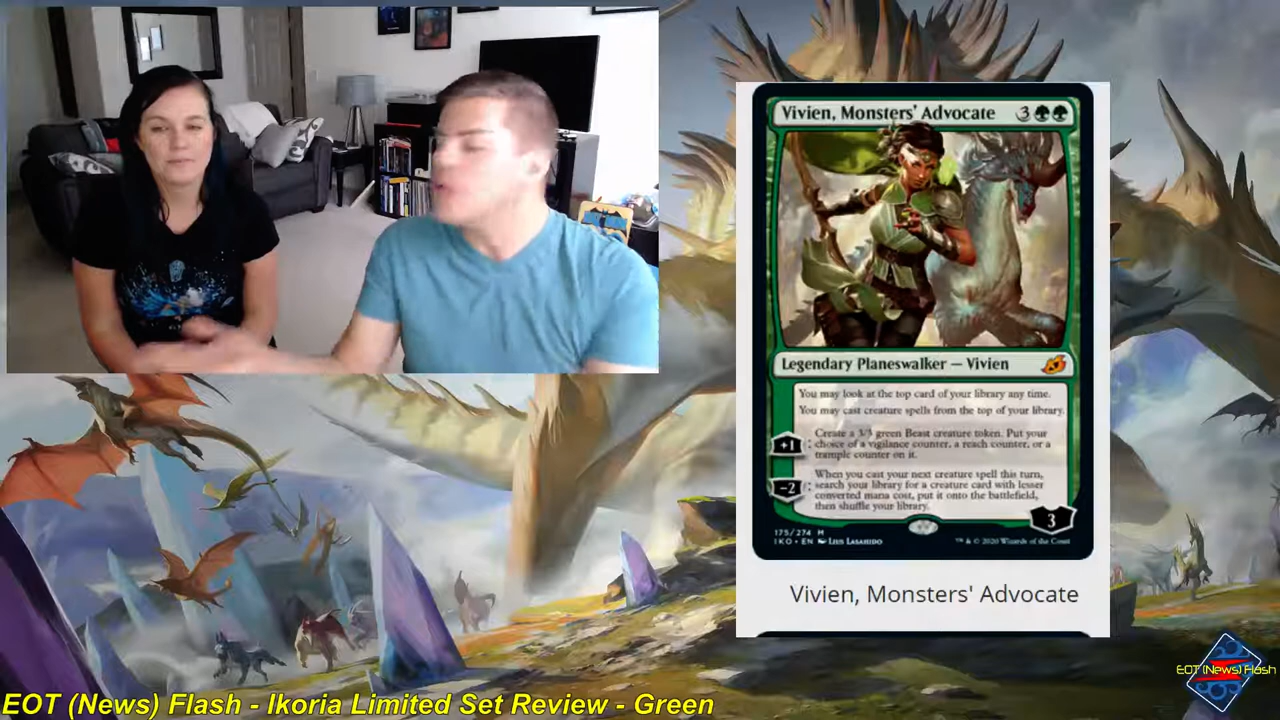 Vivien, Monsters' Advocate 3
Legendary Planeswalker — Vivien
You may look at the top card of your library any time.
You may cast creature spells from the top of your library.
+1: Create a 3/3 green Beast creature token. Put your
choice of a vigilance counter, a reach counter, or a
trample counter on it.
−2: When you cast your next creature spell this turn,
search your library for a creature card with lesser
converted mana cost, put it onto the battlefield,
then shuffle your library.
3
175/274 M
IKO • EN Lius Lasahido
™ & © 2020 Wizards of the Coast
Vivien, Monsters' Advocate
EOT (News) Flash
EOT (News) Flash - Ikoria Limited Set Review - Green